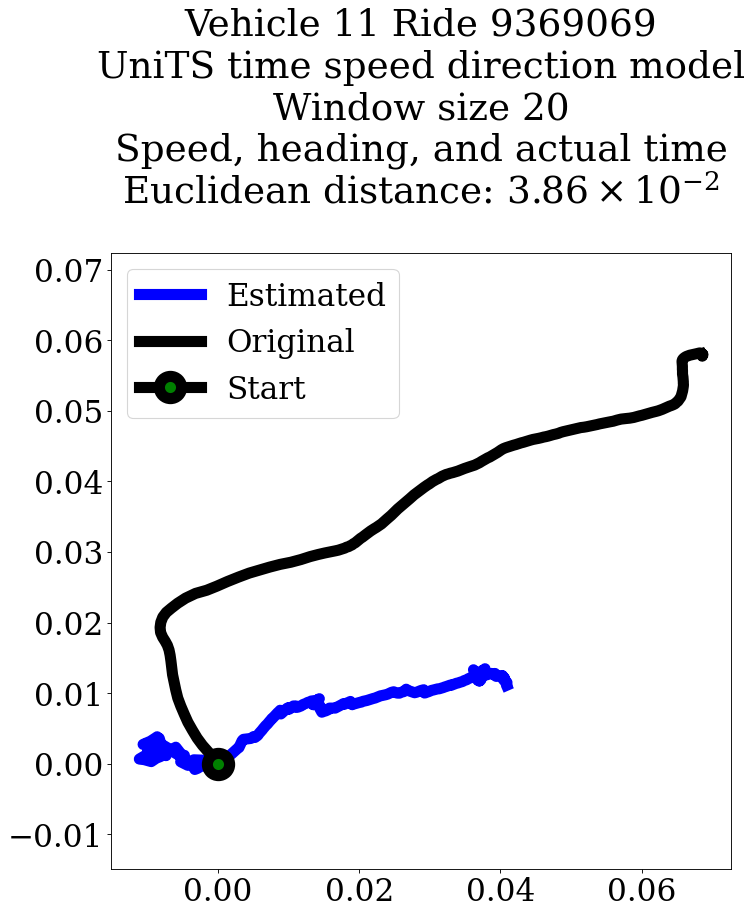 Vehicle 11 Ride 9369069
UniTS time speed direction model
Window size 20
Speed, heading, and actual time
Euclidean distance: 3.86 × 10⁻²
0.07
0.06
0.05
0.04
0.03
0.02
0.01
0.00
−0.01
Estimated
Original
Start
0.00 0.02 0.04 0.06